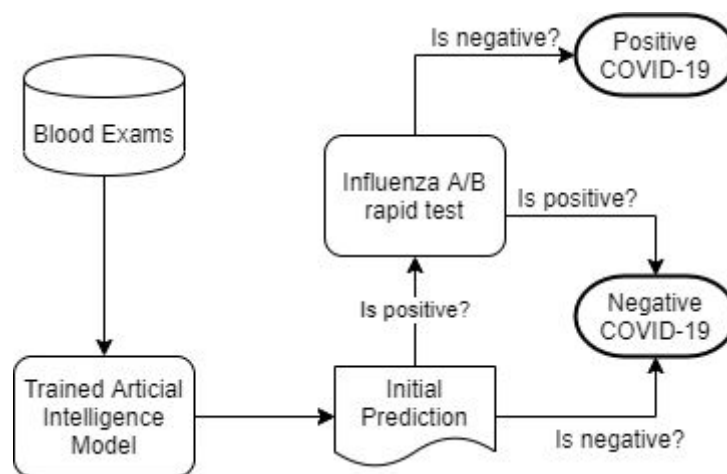 Is negative?
Positive
COVID-19
Blood Exams
Influenza A/B
rapid test
Is positive?
Is positive?
Negative
COVID-19
Trained Articial
Intelligence
Model
Initial
Prediction
Is negative?